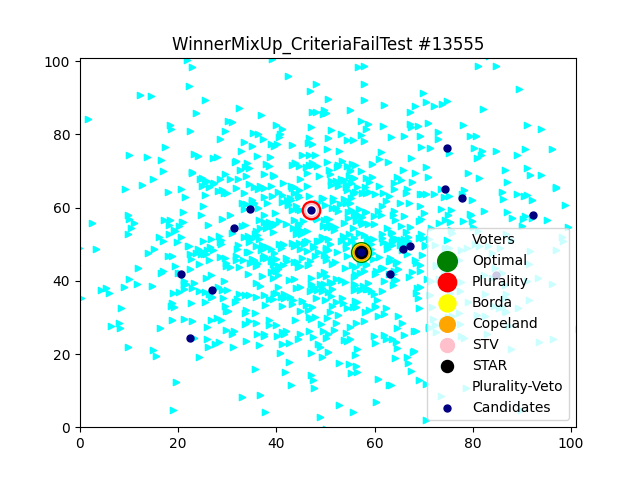 WinnerMixUp_CriteriaFailTest #13555
100
80
60
40
20
0
0
20
40
60
80
100
Voters
Optimal
Plurality
Borda
Copeland
STV
STAR
Plurality-Veto
Candidates